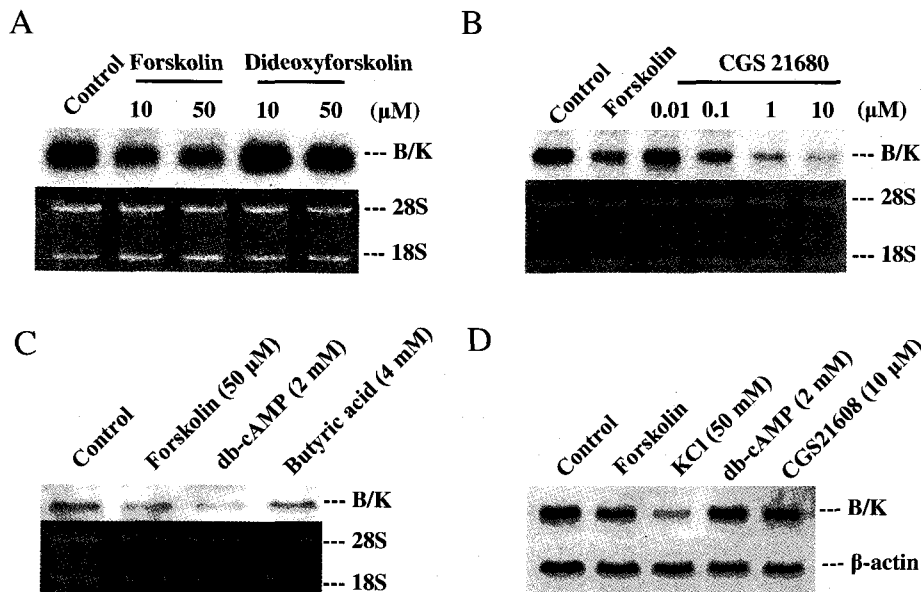 A
Control
Forskolin
Dideoxyforskolin
10 50 10 50 (µM)
--- B/K
--- 28S
--- 18S
B
Control
Forskolin
CGS 21680
0.01 0.1 1 10
--- B/K
--- 28S
--- 18S
C
Control
Forskolin (50 µM)
db-cAMP (2 mM)
Butyric acid (4 mM)
--- B/K
--- 28S
--- 18S
D
Control
Forskolin
KCl (50 mM)
db-cAMP (2 mM)
CGS21608 (10 µM)
--- B/K
--- β-actin